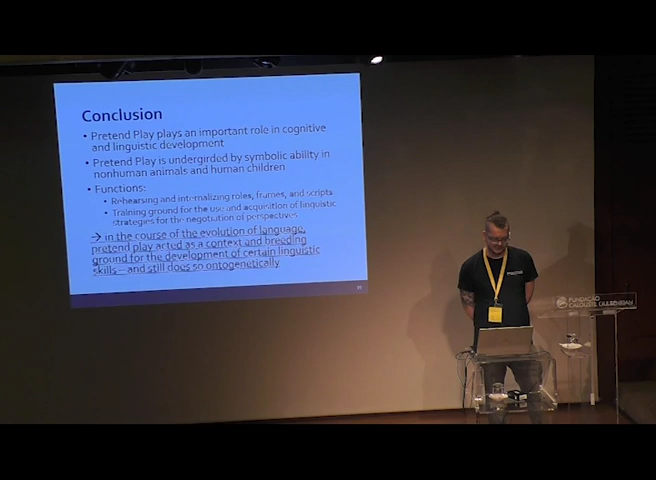 Conclusion
• Pretend Play plays an important role in cognitive
and linguistic development
• Pretend Play is undergirded by symbolic ability in
nonhuman animals and human children
• Functions:
• Rehearsing and internalizing roles, frames, and scripts
• Training ground for the use and acquisition of linguistic
strategies for the negotiation of perspectives
→ in the course of the evolution of language,
pretend play acted as a context and breeding
ground for the development of certain linguistic
skills – and still does so ontogenetically
FUNDAÇÃO
CALOUSTE GULBENKIAN